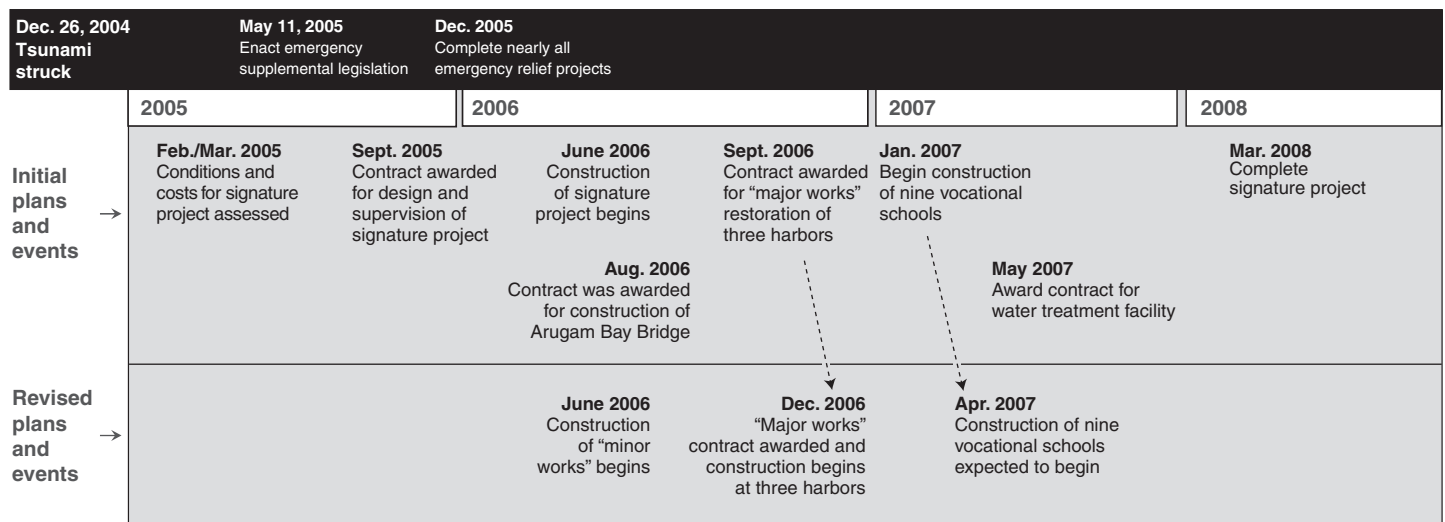 Dec. 26, 2004
Tsunami
struck
May 11, 2005
Enact emergency
supplemental legislation
Dec. 2005
Complete nearly all
emergency relief projects
2005
2006
2007
2008
Initial
plans
and
events
Feb./Mar. 2005
Conditions and
costs for signature
project assessed
Sept. 2005
Contract awarded
for design and
supervision of
signature project
June 2006
Construction
of signature
project begins
Sept. 2006
Contract awarded
for “major works”
restoration of
three harbors
Jan. 2007
Begin construction
of nine vocational
schools
Mar. 2008
Complete
signature project
Aug. 2006
Contract was awarded
for construction of
Arugam Bay Bridge
May 2007
Award contract for
water treatment facility
Revised
plans
and
events
June 2006
Construction
of “minor
works” begins
Dec. 2006
“Major works”
contract awarded and
construction begins
at three harbors
Apr. 2007
Construction of nine
vocational schools
expected to begin